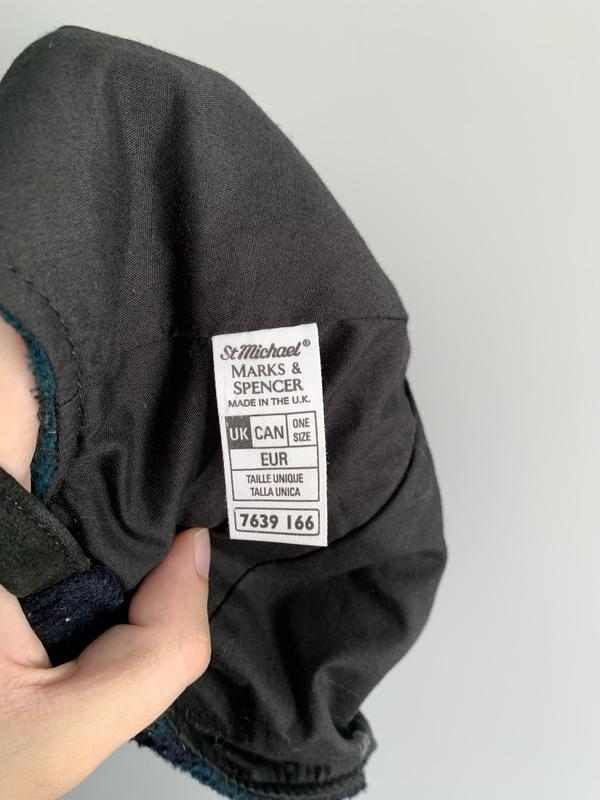 St Michael®
MARKS &
SPENCER
MADE IN THE U.K.
UK CAN ONE SIZE
EUR
TAILLE UNIQUE
TALLA UNICA
7639 166